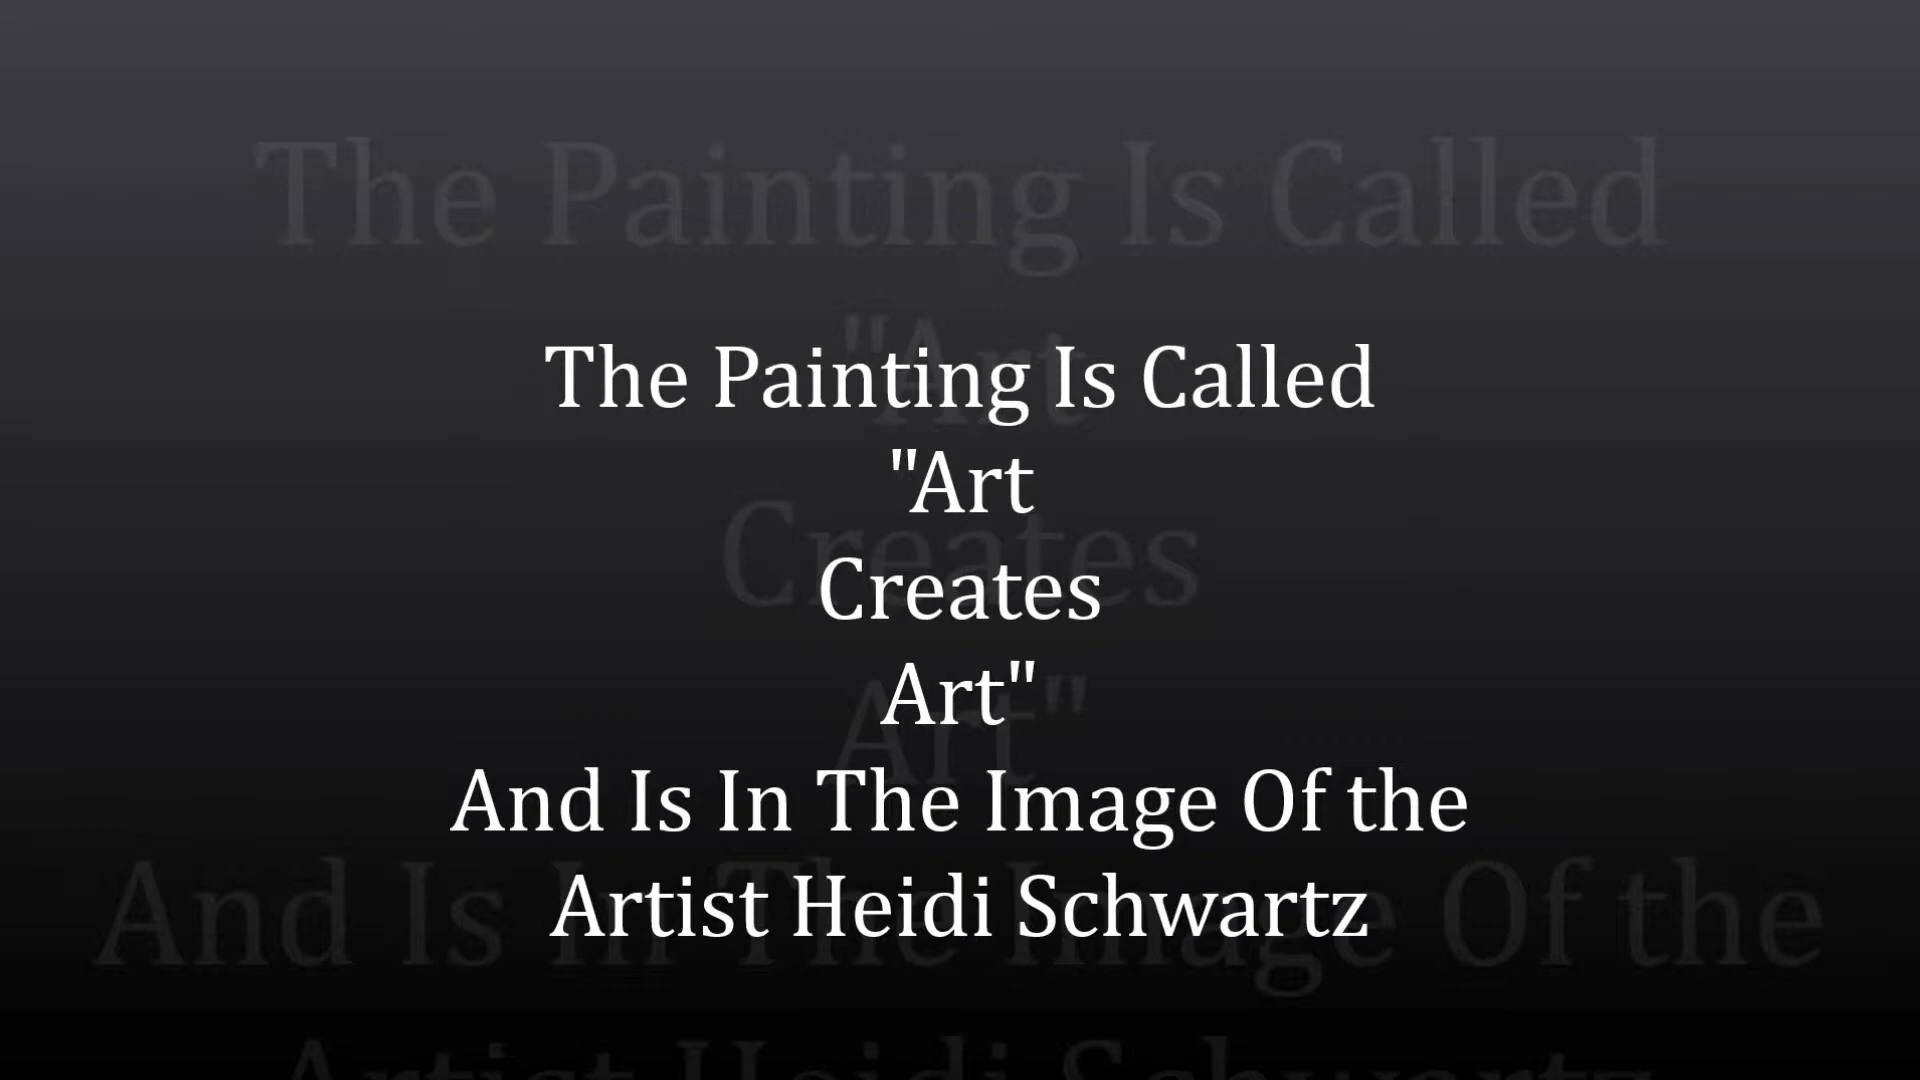 The Painting Is Called
"Art
Creates
Art"
And Is In The Image Of the
Artist Heidi Schwartz